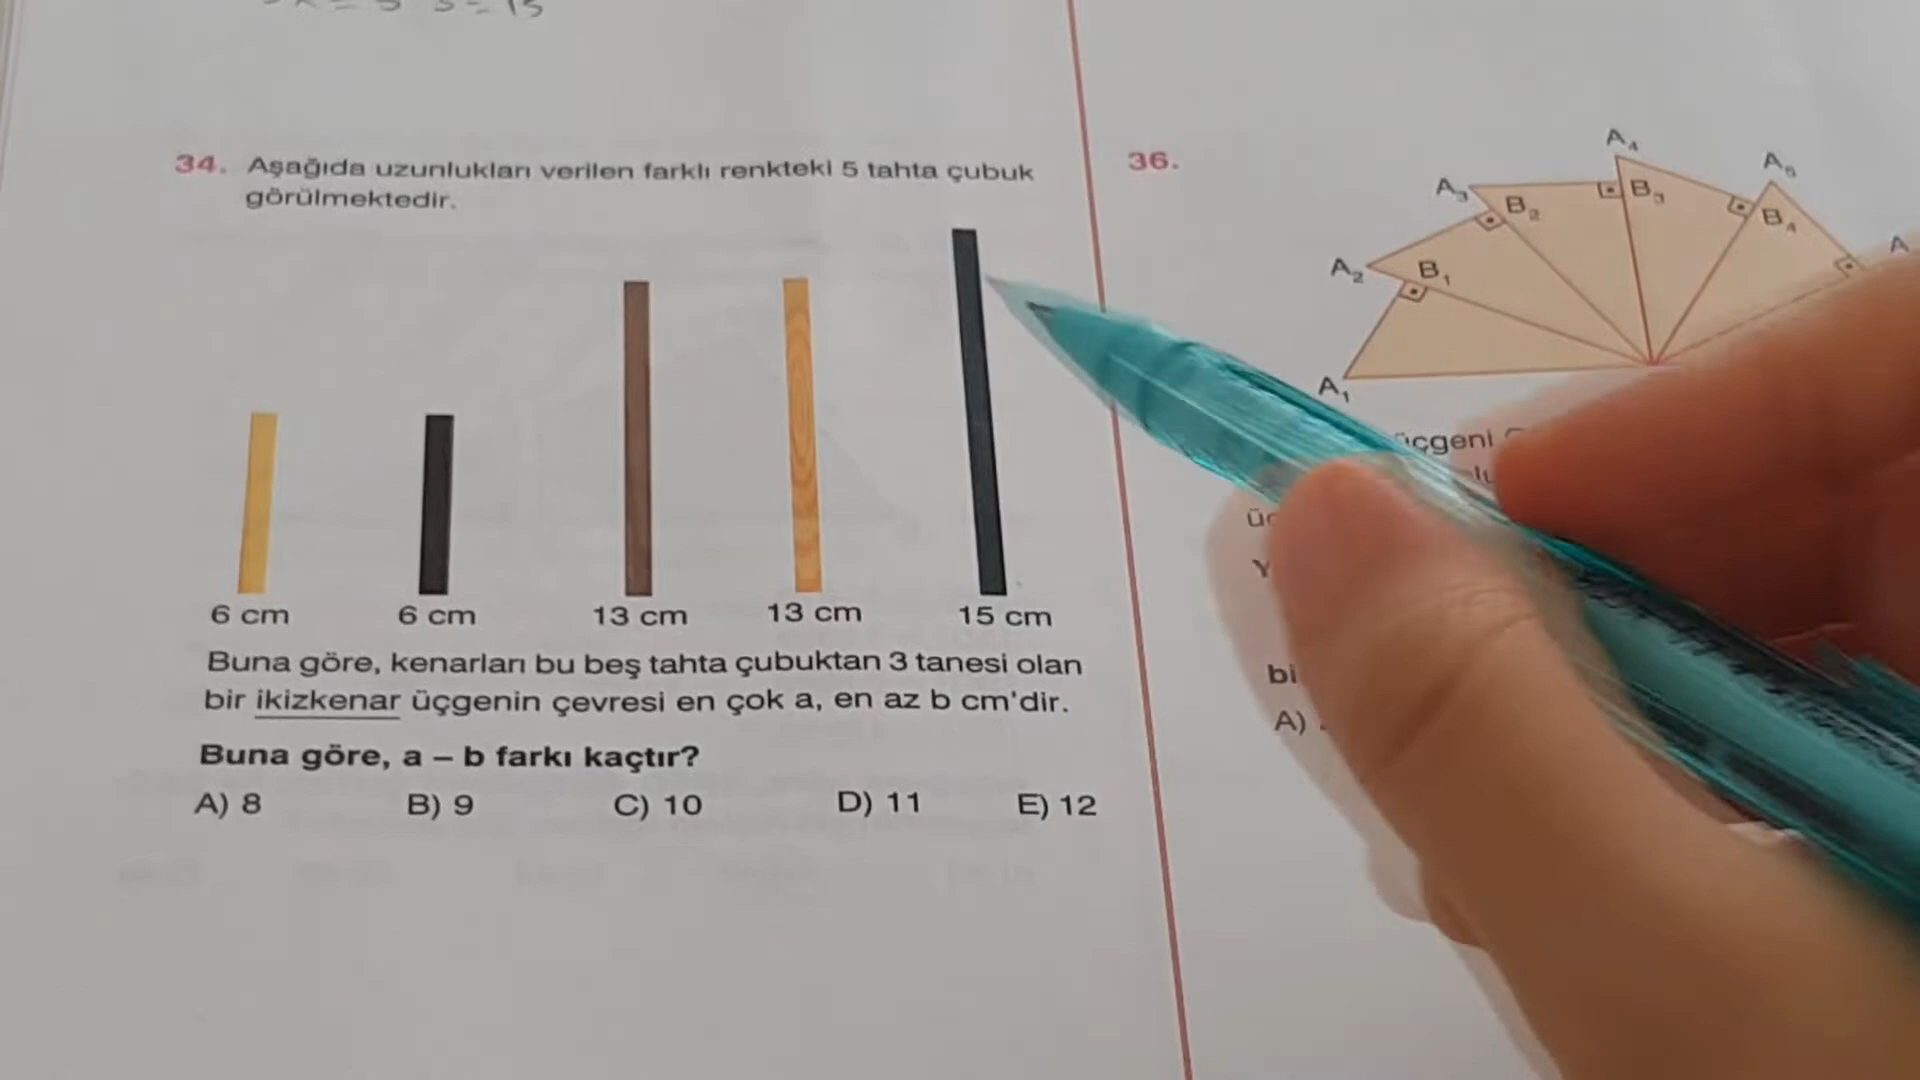 34. Aşağıda uzunlukları verilen farklı renkteki 5 tahta çubuk
görülmektedir.
6 cm 6 cm 13 cm 13 cm 15 cm
Buna göre, kenarları bu beş tahta çubuktan 3 tanesi olan
bir ikizkenar üçgenin çevresi en çok a, en az b cm'dir.
Buna göre, a – b farkı kaçtır?
A) 8 B) 9 C) 10 D) 11 E) 12
36.
A₄
A₅
A₃ B₂ B₃
B₄
A₂ B₁
A
A₁
üçgeni
bi
A)